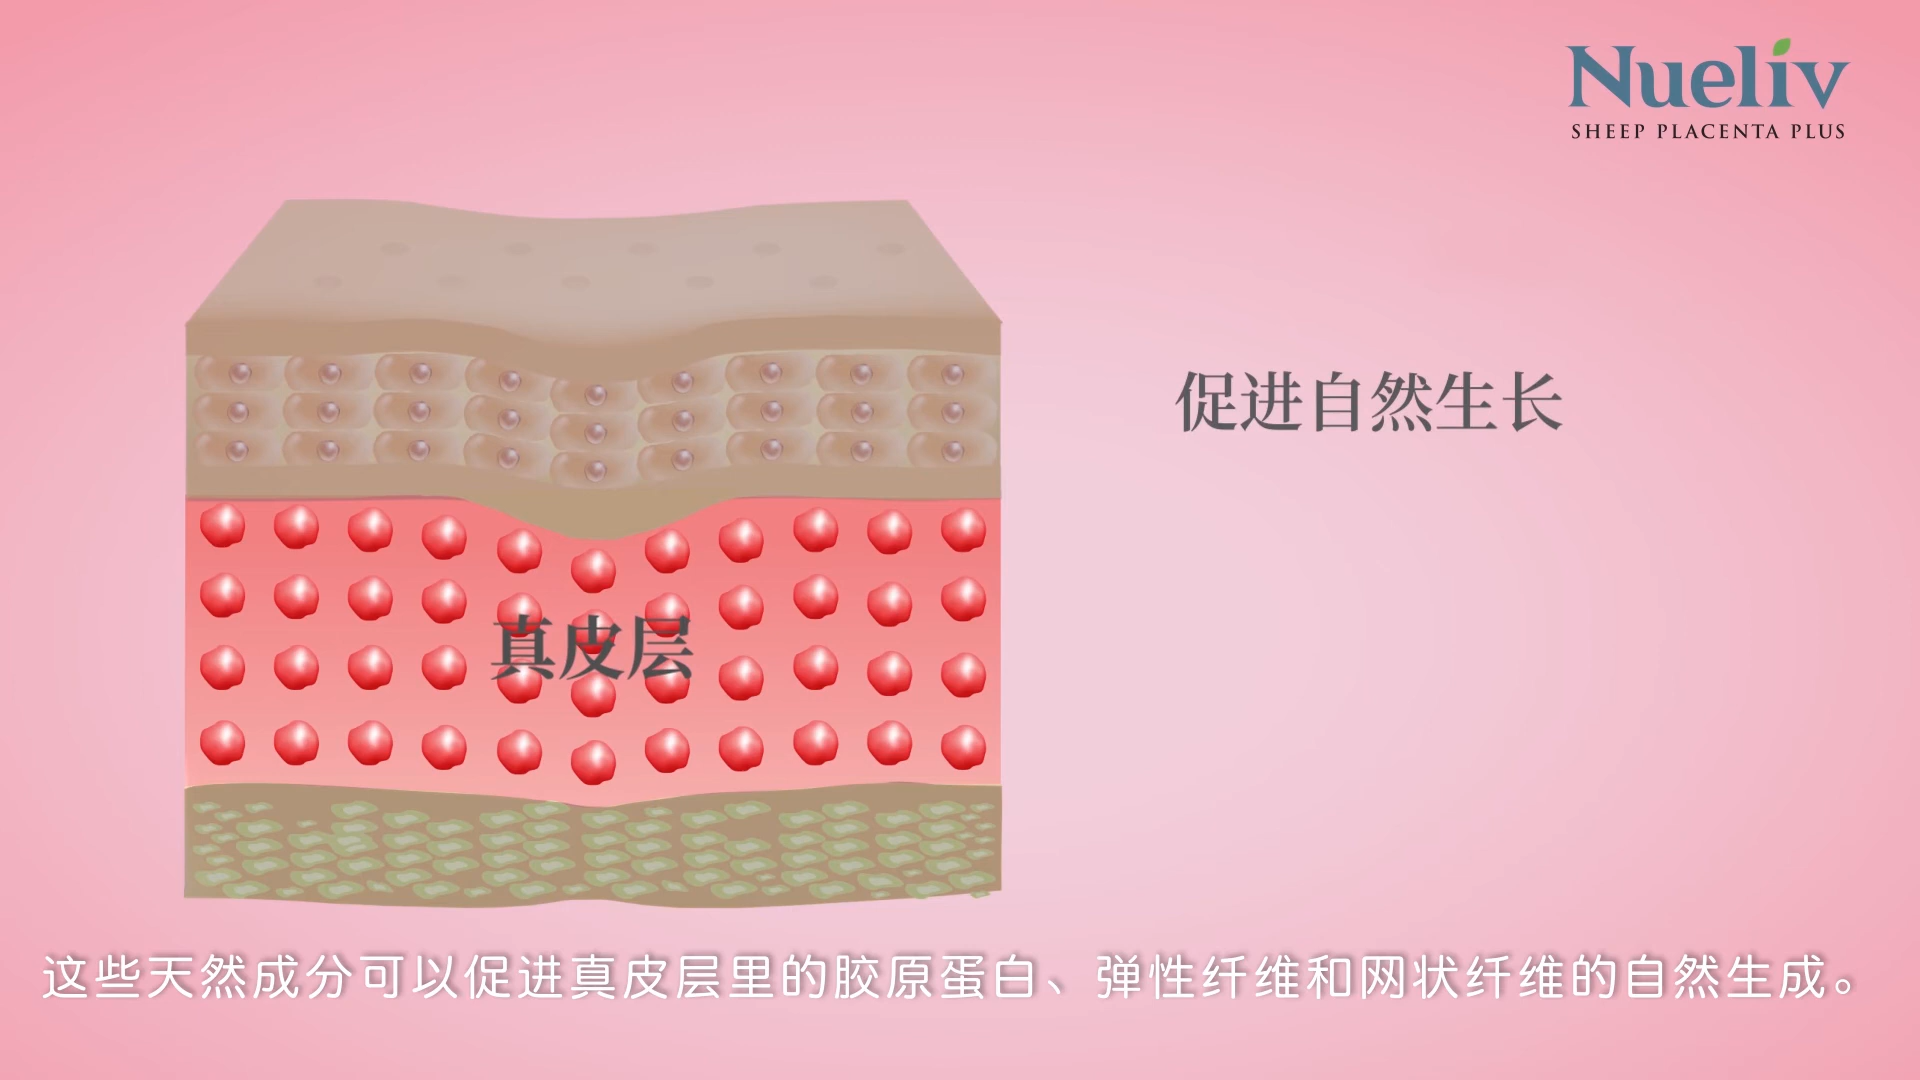 Nueliv
SHEEP PLACENTA PLUS
促进自然生长
真皮层
这些天然成分可以促进真皮层里的胶原蛋白、弹性纤维和网状纤维的自然生成。